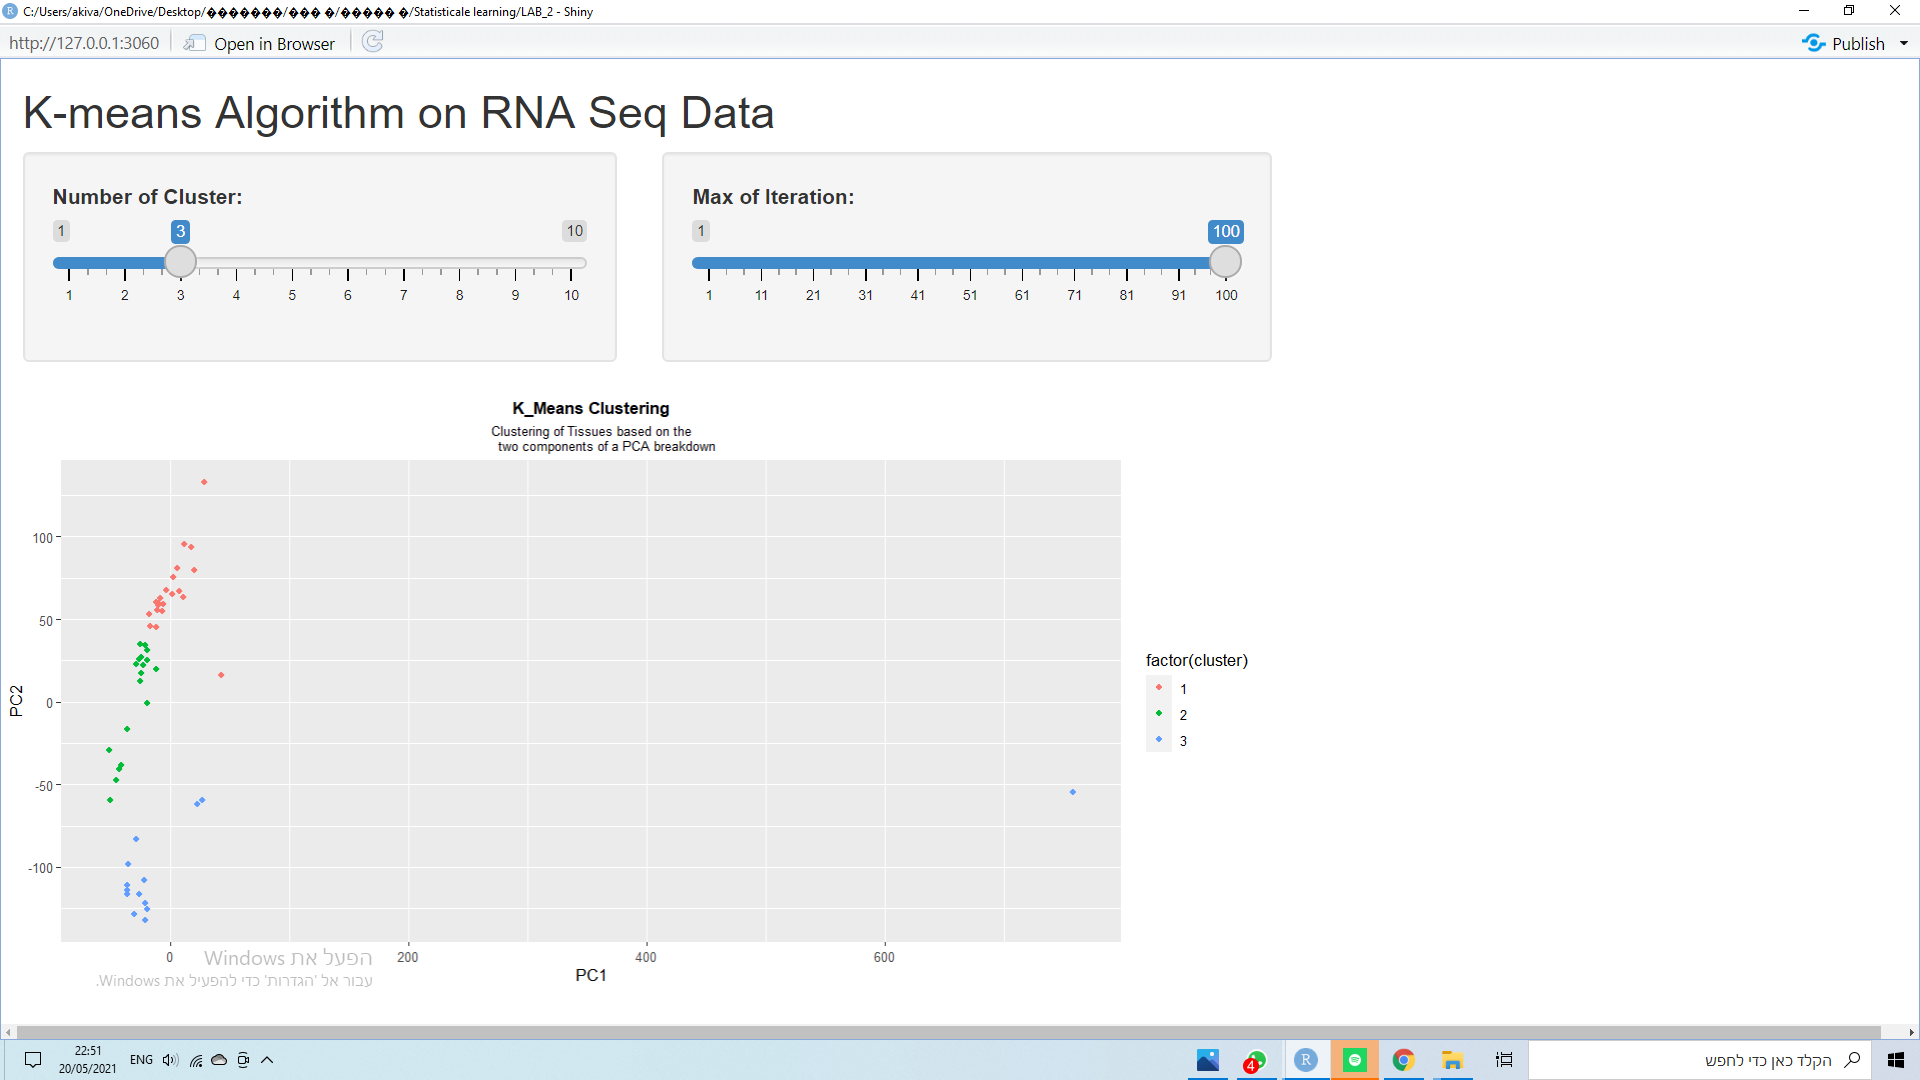 C:/Users/akiva/OneDrive/Desktop/�������/��� �/����� �/Statisticale learning/LAB_2 - Shiny
http://127.0.0.1:3060
Open in Browser
Publish
K-means Algorithm on RNA Seq Data
Number of Cluster:
1
3
10
1 2 3 4 5 6 7 8 9 10
Max of Iteration:
1
100
1 11 21 31 41 51 61 71 81 91 100
K_Means Clustering
Clustering of Tissues based on the
two components of a PCA breakdown
PC2
100
50
0
-50
-100
0 200 400 600
PC1
factor(cluster)
1
2
3
הפעל את Windows
עבור אל 'הגדרות' כדי להפעיל את Windows.
22:51
20/05/2021
ENG
4
R
הקלד כאן כדי לחפש